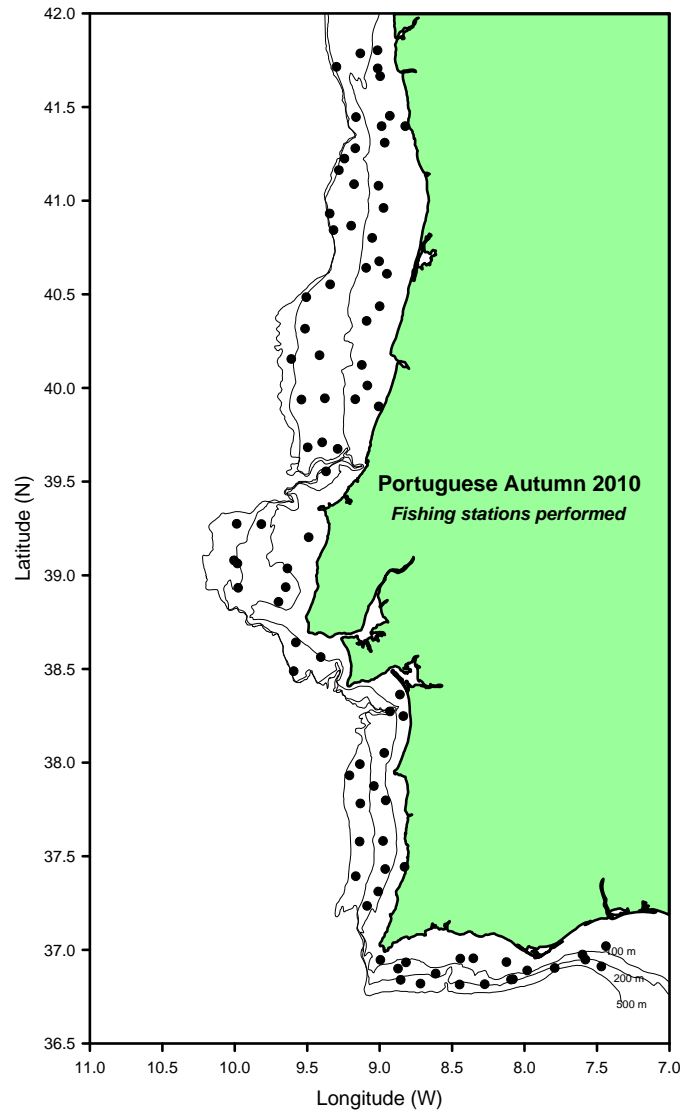 42.0
41.5
41.0
40.5
40.0
39.5
39.0
38.5
38.0
37.5
37.0
36.5
Latitude (N)
Portuguese Autumn 2010
Fishing stations performed
100 m
200 m
500 m
11.0 10.5 10.0 9.5 9.0 8.5 8.0 7.5 7.0
Longitude (W)